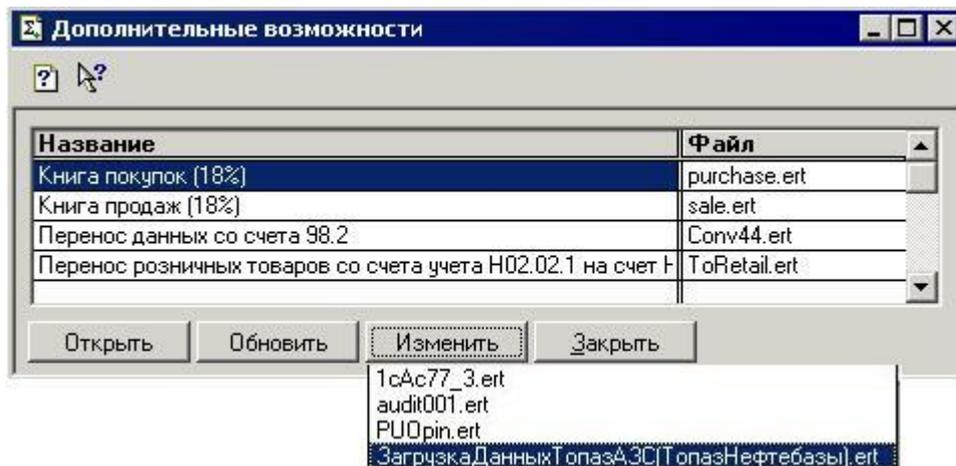 Дополнительные возможности
Название Файл
Книга покупок (18%) purchase.ert
Книга продаж (18%) sale.ert
Перенос данных со счета 98.2 Conv44.ert
Перенос розничных товаров со счета учета Н02.02.1 на счет Н ToRetail.ert
Открыть Обновить Изменить Закрыть
1cAc77_3.ert
audit001.ert
PUOpin.ert
ЗагрузкаДанныхТопазАЗС(ТопазНефтебазы).ert